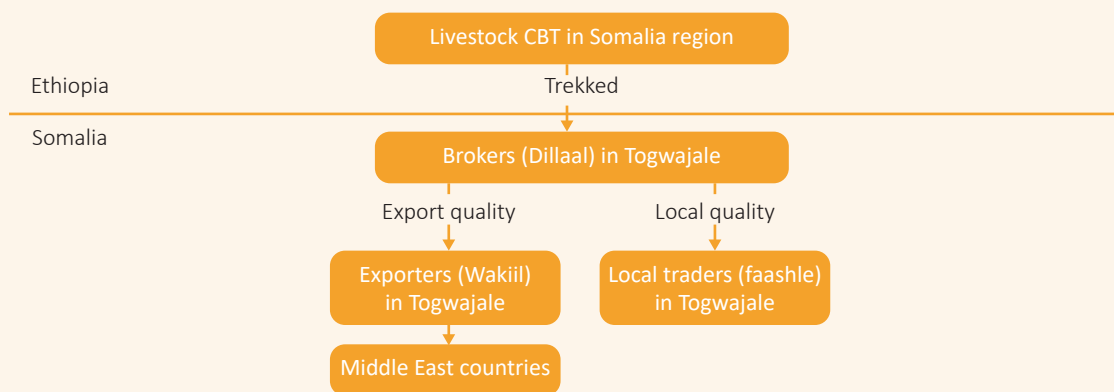 Livestock CBT in Somalia region
Ethiopia
Trekked
Somalia
Brokers (Dillaal) in Togwajale
Export quality
Local quality
Exporters (Wakiil)
in Togwajale
Local traders (faashle)
in Togwajale
Middle East countries